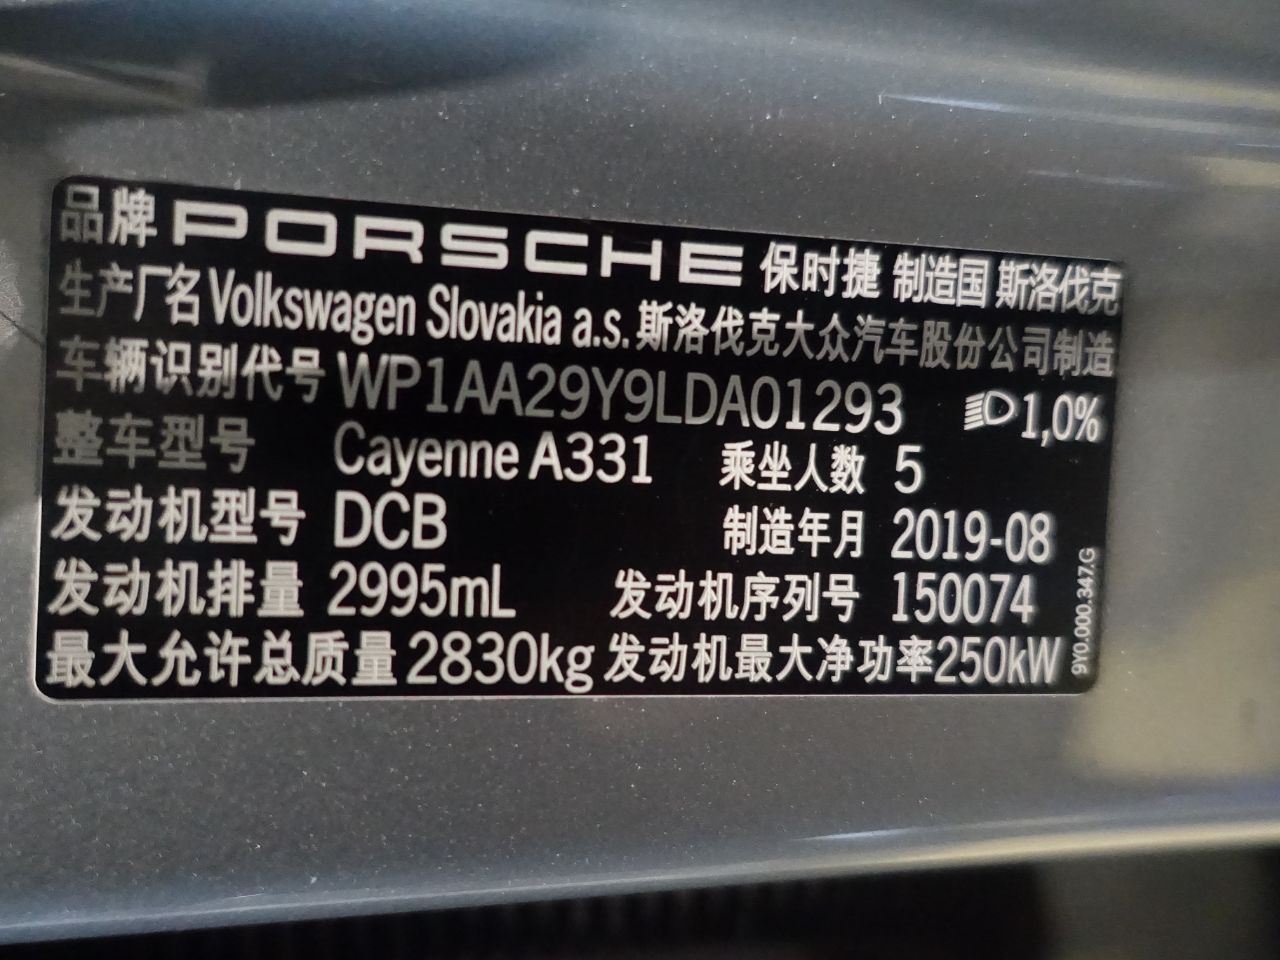 品牌 PORSCHE 保时捷 制造国 斯洛伐克
生产厂名 Volkswagen Slovakia a.s. 斯洛伐克大众汽车股份公司制造
车辆识别代号 WP1AA29Y9LDA01293 1,0%
整车型号 Cayenne A331 乘坐人数 5
发动机型号 DCB 制造年月 2019-08
发动机排量 2995mL 发动机序列号 150074
最大允许总质量 2830kg 发动机最大净功率 250kW
9Y0.000.347.G